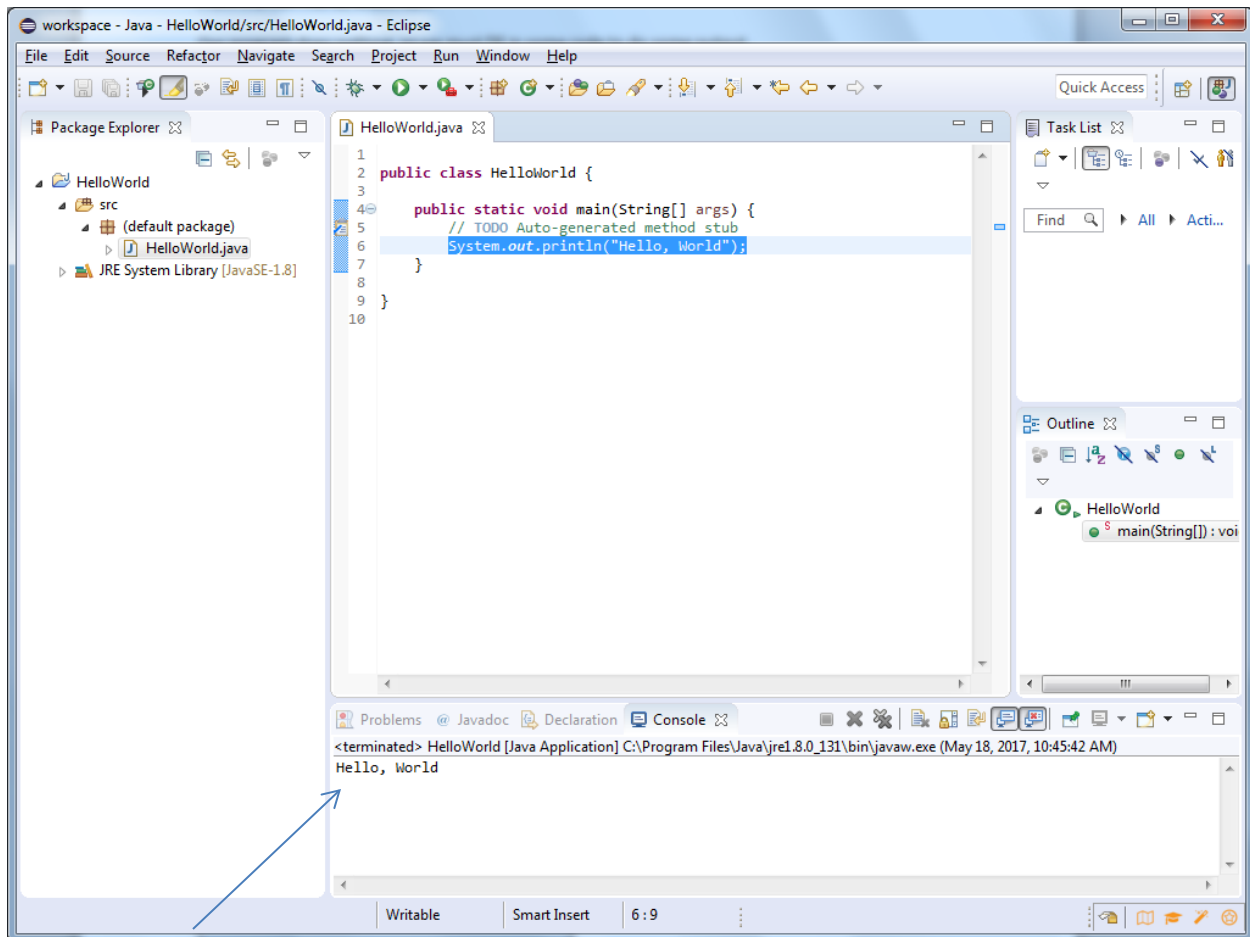 workspace - Java - HelloWorld/src/HelloWorld.java - Eclipse
File Edit Source Refactor Navigate Search Project Run Window Help
Quick Access
Package Explorer
HelloWorld
src
(default package)
HelloWorld.java
JRE System Library [JavaSE-1.8]
HelloWorld.java
1
2 public class HelloWorld {
3
4 public static void main(String[] args) {
5 // TODO Auto-generated method stub
6 System.out.println("Hello, World");
7 }
8
9 }
10
Task List
Find All Acti...
Outline
HelloWorld
main(String[]) : voi
Problems @ Javadoc Declaration Console
<terminated> HelloWorld [Java Application] C:\Program Files\Java\jre1.8.0_131\bin\javaw.exe (May 18, 2017, 10:45:42 AM)
Hello, World
Writable Smart Insert 6 : 9